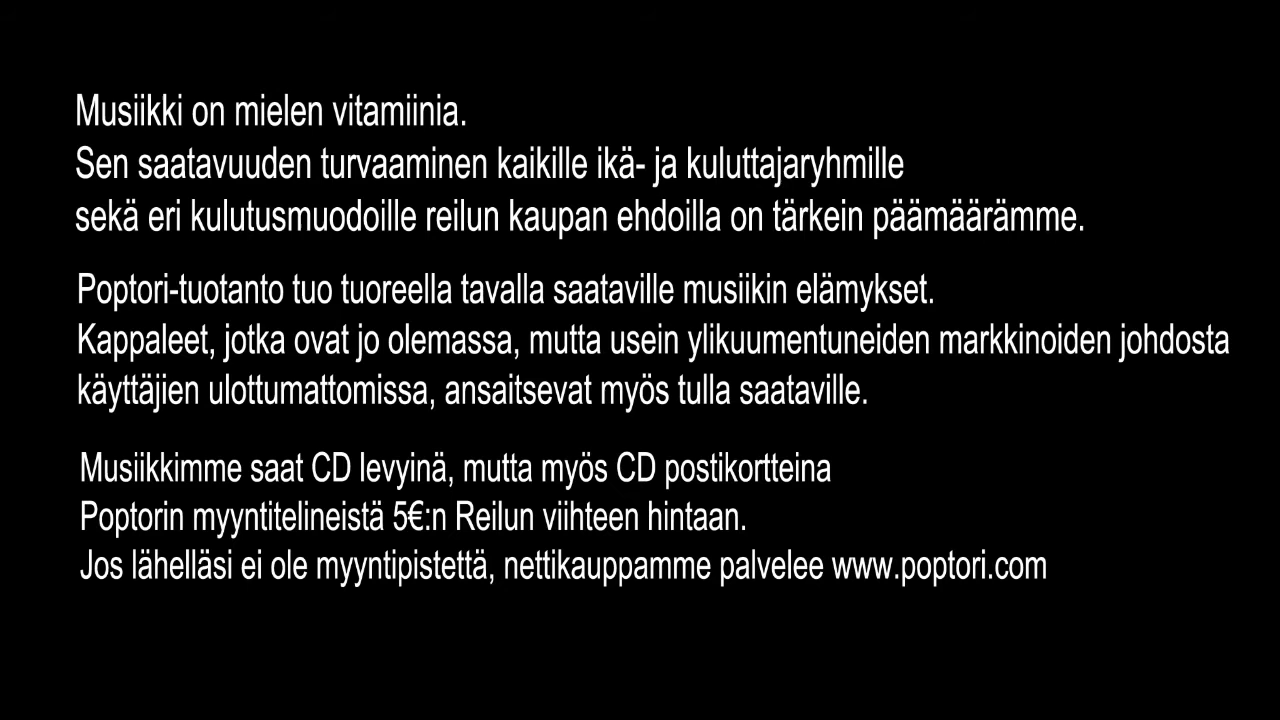 Musiikki on mielen vitamiinia.
Sen saatavuuden turvaaminen kaikille ikä- ja kuluttajaryhmille
sekä eri kulutusmuodoille reilun kaupan ehdoilla on tärkein päämäärämme.
Poptori-tuotanto tuo tuoreella tavalla saataville musiikin elämykset.
Kappaleet, jotka ovat jo olemassa, mutta usein ylikuumentuneiden markkinoiden johdosta
käyttäjien ulottumattomissa, ansaitsevat myös tulla saataville.
Musiikkimme saat CD levyinä, mutta myös CD postikortteina
Poptorin myyntitelineistä 5€:n Reilun viihteen hintaan.
Jos lähelläsi ei ole myyntipistettä, nettikauppamme palvelee www.poptori.com